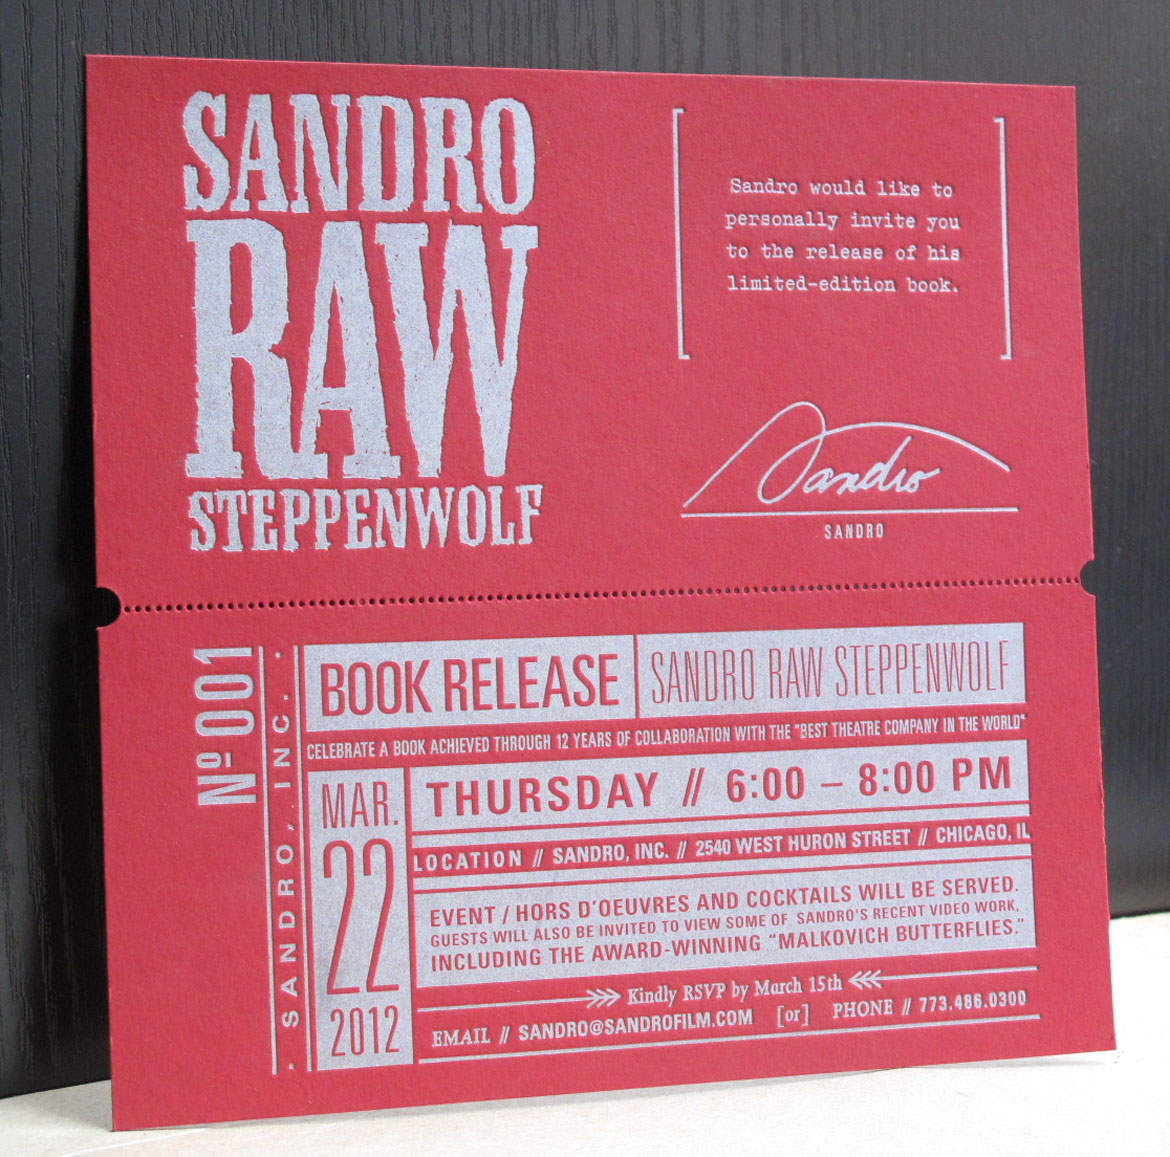 SANDRO
RAW
STEPPENWOLF
Sandro would like to
personally invite you
to the release of his
limited-edition book.
Sandro
SANDRO
Nº 001
. SANDRO, INC. .
BOOK RELEASE
SANDRO RAW STEPPENWOLF
CELEBRATE A BOOK ACHIEVED THROUGH 12 YEARS OF COLLABORATION WITH THE "BEST THEATRE COMPANY IN THE WORLD"
MAR.
22
2012
THURSDAY // 6:00 – 8:00 PM
LOCATION // SANDRO, INC. // 2540 WEST HURON STREET // CHICAGO, IL
EVENT / HORS D'OEUVRES AND COCKTAILS WILL BE SERVED.
GUESTS WILL ALSO BE INVITED TO VIEW SOME OF SANDRO'S RECENT VIDEO WORK,
INCLUDING THE AWARD-WINNING "MALKOVICH BUTTERFLIES."
Kindly RSVP by March 15th
EMAIL // SANDRO@SANDROFILM.COM [or] PHONE // 773.486.0300